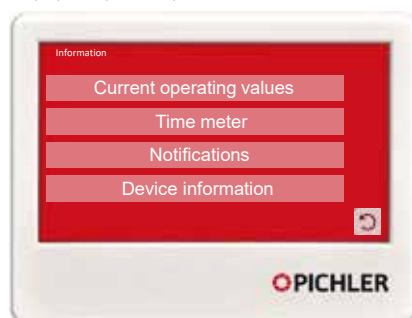 Information
Current operating values
Time meter
Notifications
Device information
PICHLER